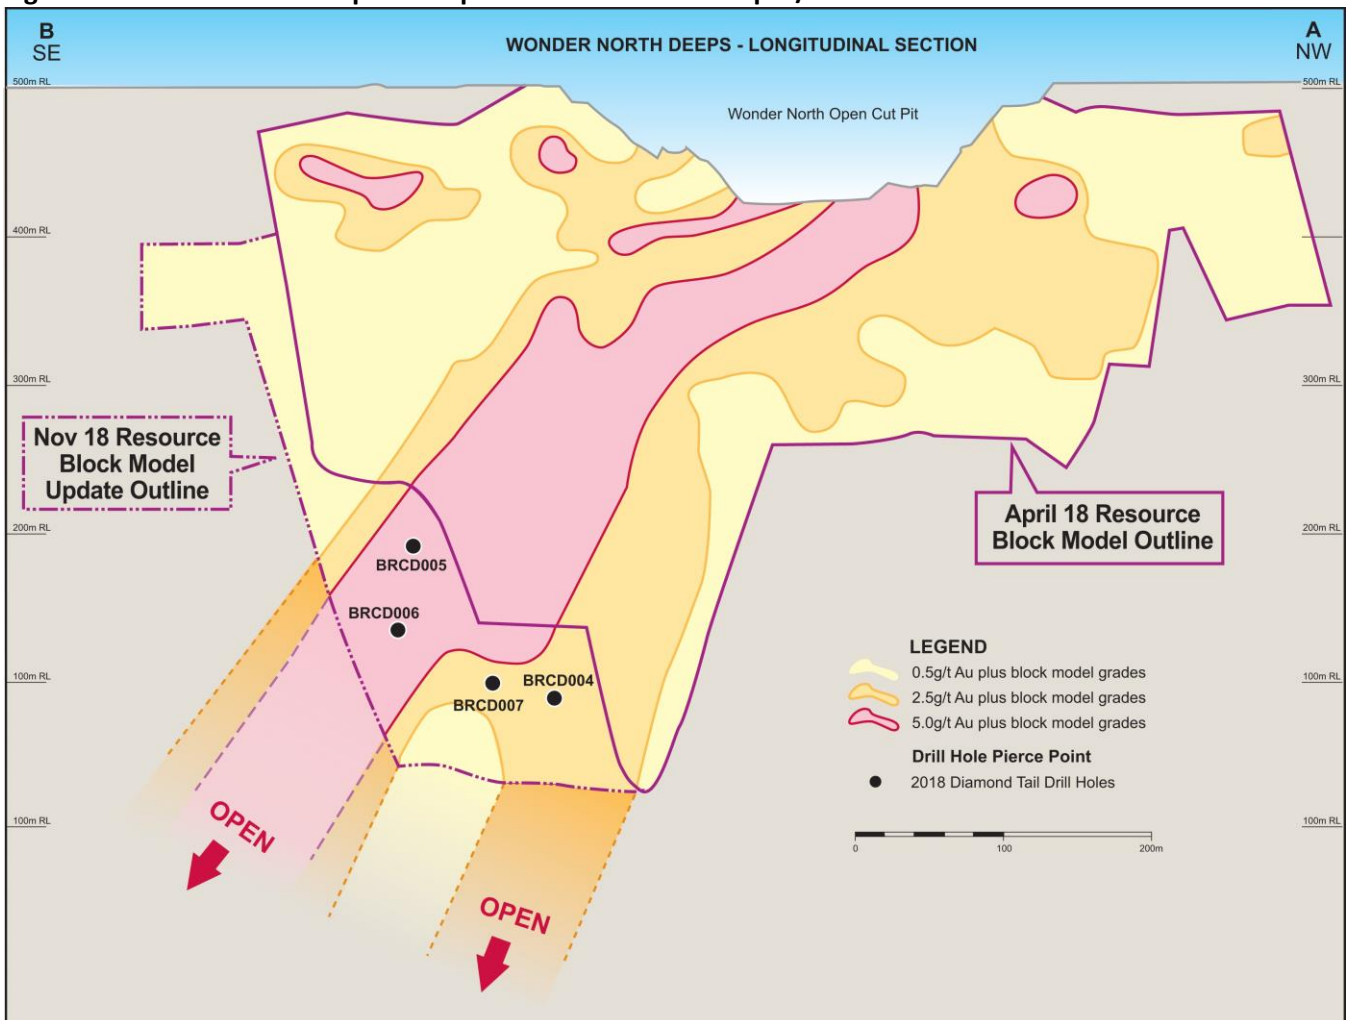 B
SE
WONDER NORTH DEEPS - LONGITUDINAL SECTION
A
NW
500m RL
500m RL
Wonder North Open Cut Pit
400m RL
300m RL
300m RL
Nov 18 Resource
Block Model
Update Outline
April 18 Resource
Block Model Outline
200m RL
200m RL
BRCD005
BRCD006
BRCD004
BRCD007
100m RL
100m RL
LEGEND
0.5g/t Au plus block model grades
2.5g/t Au plus block model grades
5.0g/t Au plus block model grades
Drill Hole Pierce Point
2018 Diamond Tail Drill Holes
100m RL
100m RL
0
100
200m
OPEN
OPEN